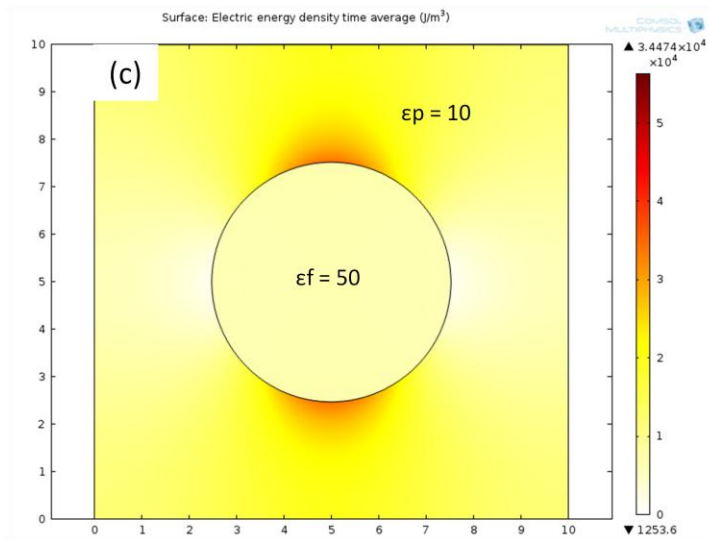 Surface: Electric energy density time average (J/m³)
COMSOL
MULTIPHYSICS
▲ 3.4474×10⁴
×10⁴
(c)
εp = 10
εf = 50
10
9
8
7
6
5
4
3
2
1
0
0 1 2 3 4 5 6 7 8 9 10
5
4
3
2
1
0
▼ 1253.6